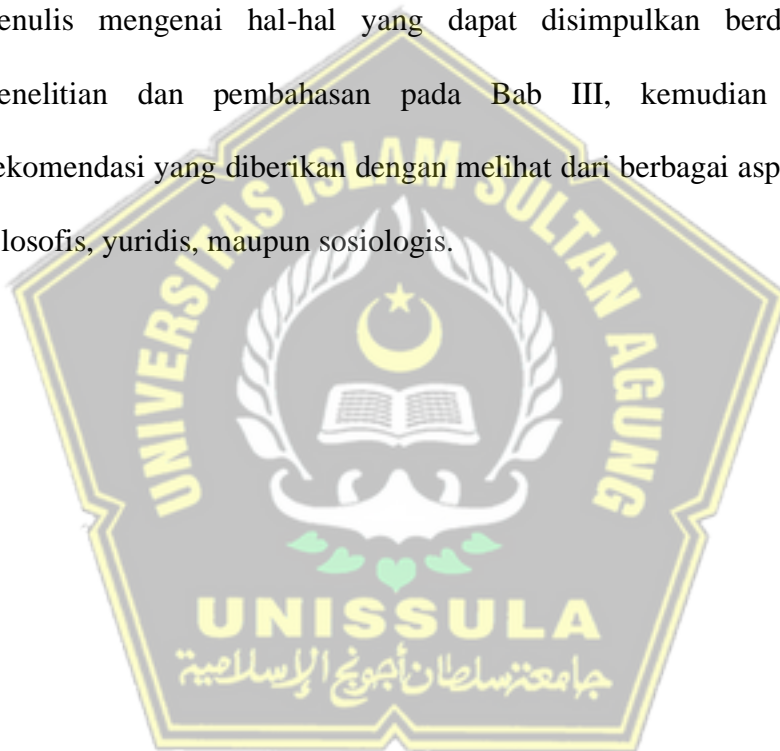 enulis mengenai hal-hal yang dapat disimpulkan berd
enelitian dan pembahasan pada Bab III, kemudian
ekomendasi yang diberikan dengan melihat dari berbagai asp
ilosofis, yuridis, maupun sosiologis.
UNIVERSITAS ISLAM SULTAN AGUNG
UNISSULA
جامعة سلطان أجونج الإسلامية